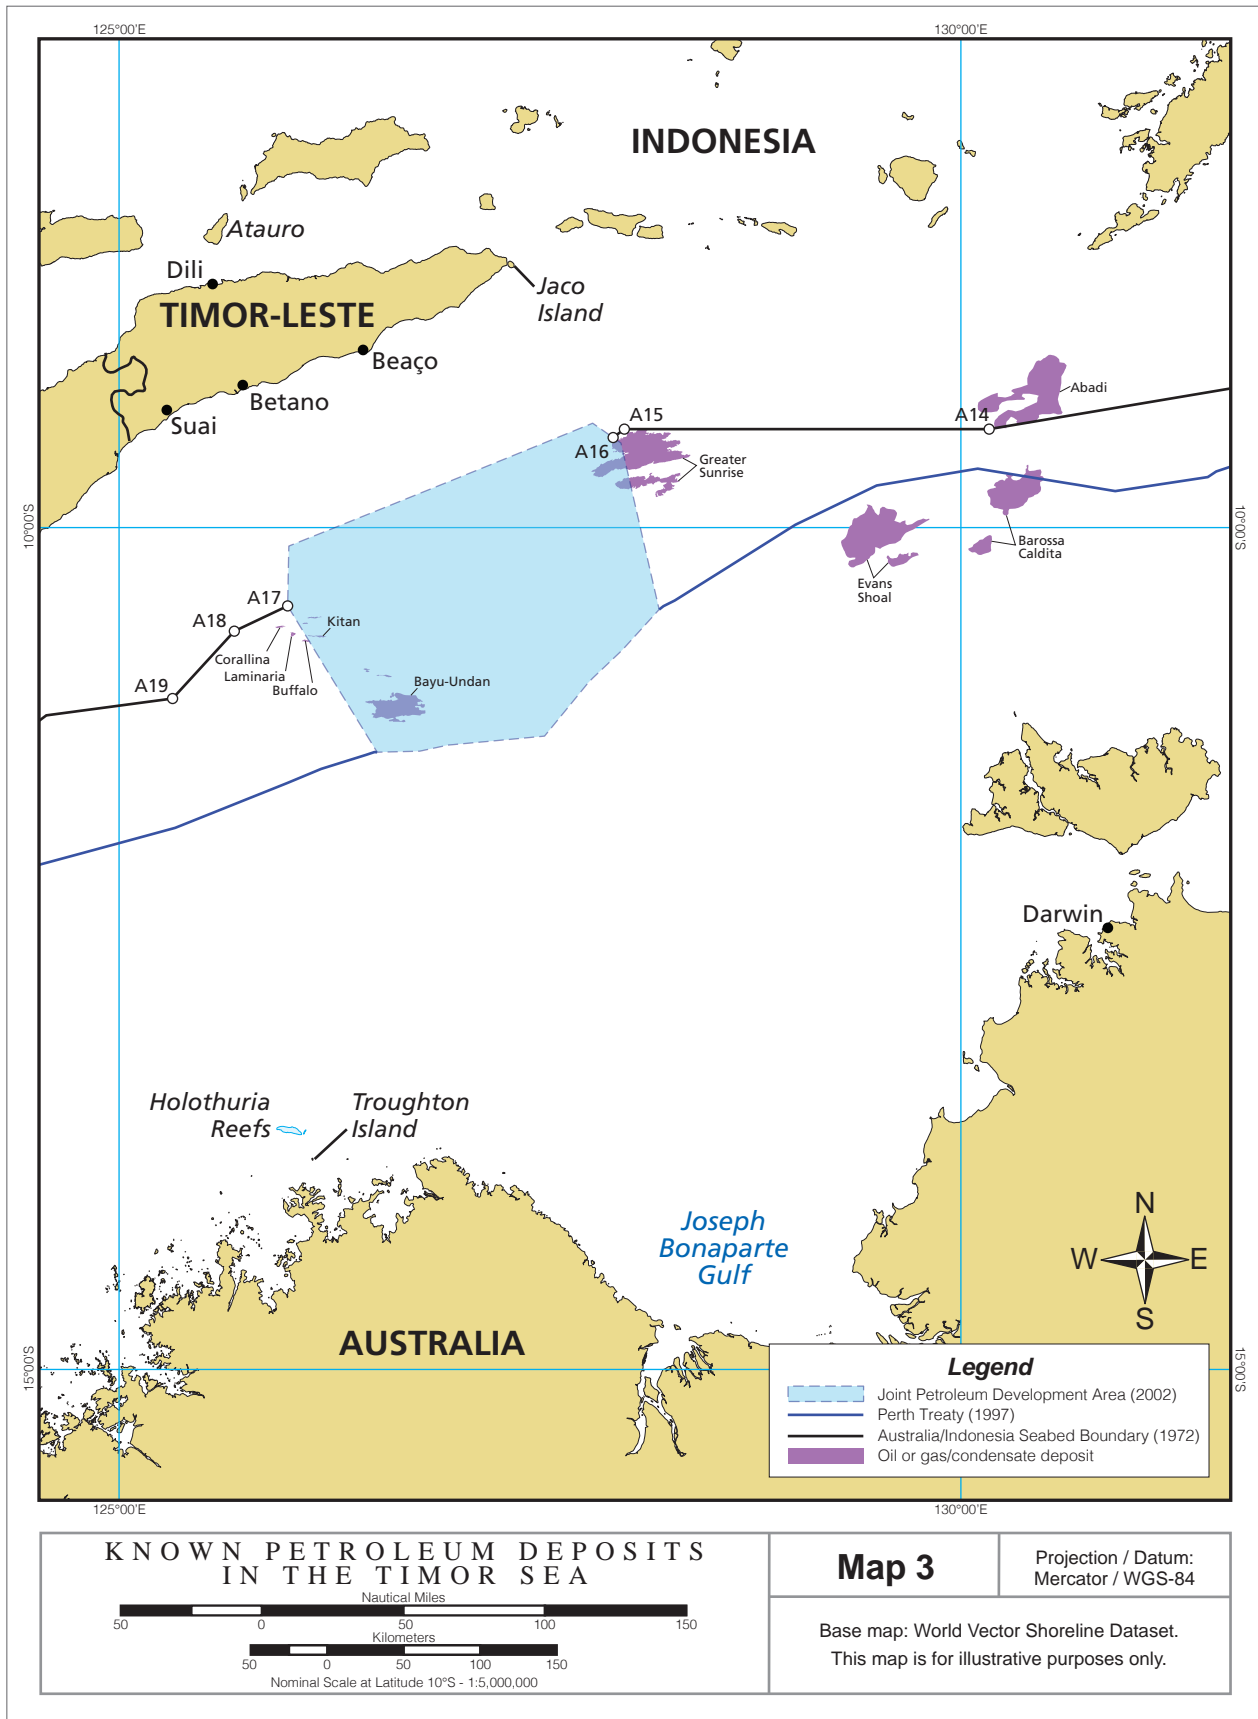 125°00'E
130°00'E
INDONESIA
Atauro
Dili
Jaco
Island
TIMOR-LESTE
Beaço
Betano
Suai
Abadi
A15
A14
A16
Greater
Sunrise
10°00'S
10°00'S
Barossa
Caldita
Evans
Shoal
A17
A18
Kitan
Corallina
Laminaria
Buffalo
A19
Bayu-Undan
Darwin
Holothuria
Reefs
Troughton
Island
Joseph
Bonaparte
Gulf
N
W
E
S
AUSTRALIA
15°00'S
15°00'S
Legend
Joint Petroleum Development Area (2002)
Perth Treaty (1997)
Australia/Indonesia Seabed Boundary (1972)
Oil or gas/condensate deposit
125°00'E
130°00'E
KNOWN PETROLEUM DEPOSITS
IN THE TIMOR SEA
Nautical Miles
50 0 50 100 150
Kilometers
50 0 50 100 150
Nominal Scale at Latitude 10°S - 1:5,000,000
Map 3
Projection / Datum:
Mercator / WGS-84
Base map: World Vector Shoreline Dataset.
This map is for illustrative purposes only.